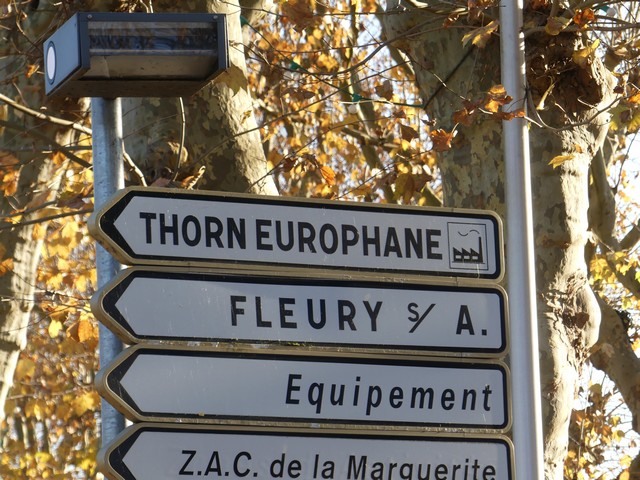 THORN EUROPHANE
FLEURY s/ A.
Equipement
Z.A.C. de la Marguerite